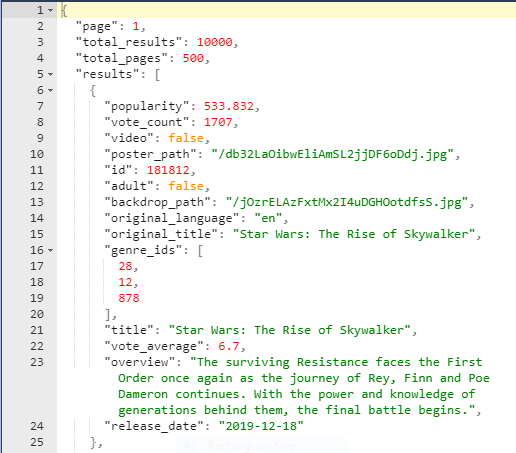 1 {
2 "page": 1,
3 "total_results": 10000,
4 "total_pages": 500,
5 "results": [
6 {
7 "popularity": 533.832,
8 "vote_count": 1707,
9 "video": false,
10 "poster_path": "/db32LaOibwEliAmSL2jjDF6oDdj.jpg",
11 "id": 181812,
12 "adult": false,
13 "backdrop_path": "/jOzrELAzFxtMx2I4uDGHOotdfsS.jpg",
14 "original_language": "en",
15 "original_title": "Star Wars: The Rise of Skywalker",
16 "genre_ids": [
17 28,
18 12,
19 878
20 ],
21 "title": "Star Wars: The Rise of Skywalker",
22 "vote_average": 6.7,
23 "overview": "The surviving Resistance faces the First
Order once again as the journey of Rey, Finn and Poe
Dameron continues. With the power and knowledge of
generations behind them, the final battle begins.",
24 "release_date": "2019-12-18"
25 },
Rectangular Snip